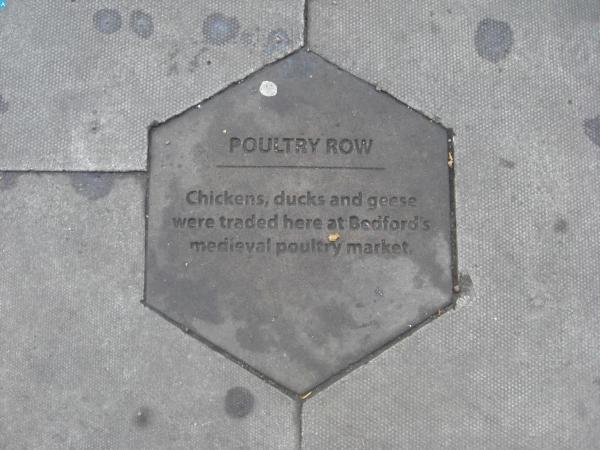 POULTRY ROW
Chickens, ducks and geese
were traded here at Bedford's
medieval poultry market.